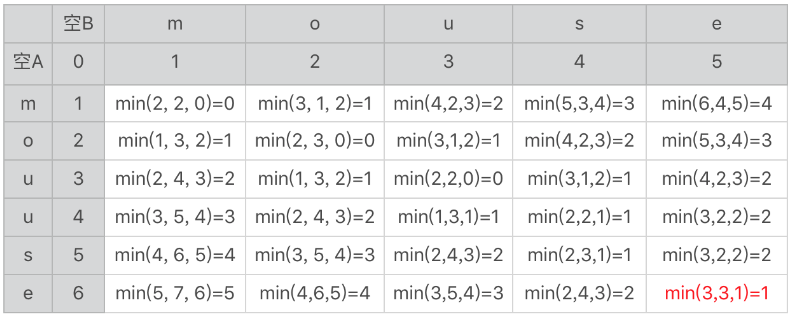 空B m o u s e
空A 0 1 2 3 4 5
m 1 min(2, 2, 0)=0 min(3, 1, 2)=1 min(4,2,3)=2 min(5,3,4)=3 min(6,4,5)=4
o 2 min(1, 3, 2)=1 min(2, 3, 0)=0 min(3,1,2)=1 min(4,2,3)=2 min(5,3,4)=3
u 3 min(2, 4, 3)=2 min(1, 3, 2)=1 min(2,2,0)=0 min(3,1,2)=1 min(4,2,3)=2
u 4 min(3, 5, 4)=3 min(2, 4, 3)=2 min(1,3,1)=1 min(2,2,1)=1 min(3,2,2)=2
s 5 min(4, 6, 5)=4 min(3, 5, 4)=3 min(2,4,3)=2 min(2,3,1)=1 min(3,2,2)=2
e 6 min(5, 7, 6)=5 min(4,6,5)=4 min(3,5,4)=3 min(2,4,3)=2 min(3,3,1)=1